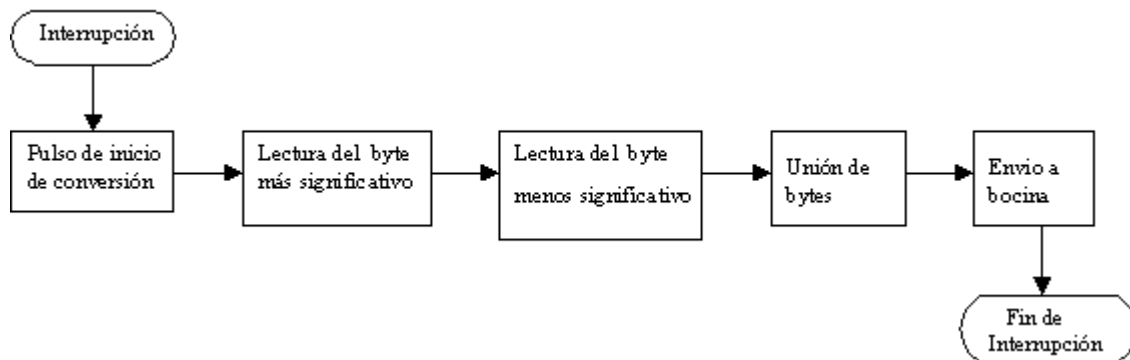 Interrupción
Pulso de inicio
de conversión
Lectura del byte
más significativo
Lectura del byte
menos significativo
Unión de
bytes
Envio a
bocina
Fin de
Interrupción